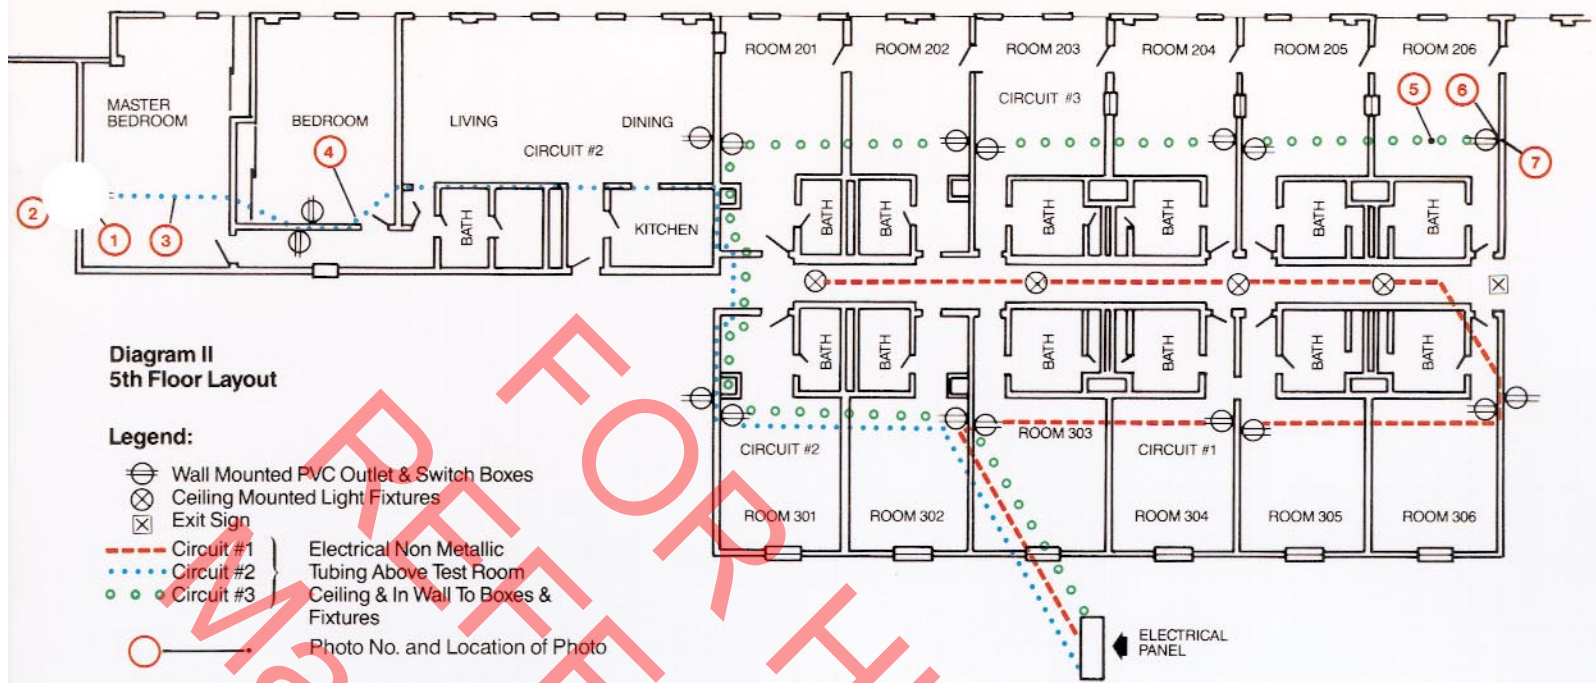 ROOM 201
ROOM 202
ROOM 203
ROOM 204
ROOM 205
ROOM 206
MASTER
BEDROOM
BEDROOM
LIVING
DINING
CIRCUIT #2
CIRCUIT #3
1
2
3
4
5
6
7
BATH
KITCHEN
BATH
BATH
BATH
BATH
BATH
BATH
BATH
BATH
BATH
BATH
BATH
BATH
Diagram II
5th Floor Layout
CIRCUIT #2
ROOM 303
CIRCUIT #1
ROOM 301
ROOM 302
ROOM 304
ROOM 305
ROOM 306
Legend:
Wall Mounted PVC Outlet & Switch Boxes
Ceiling Mounted Light Fixtures
Exit Sign
Circuit #1
Circuit #2
Circuit #3
Electrical Non Metallic
Tubing Above Test Room
Ceiling & In Wall To Boxes &
Fixtures
Photo No. and Location of Photo
ELECTRICAL
PANEL
FOR